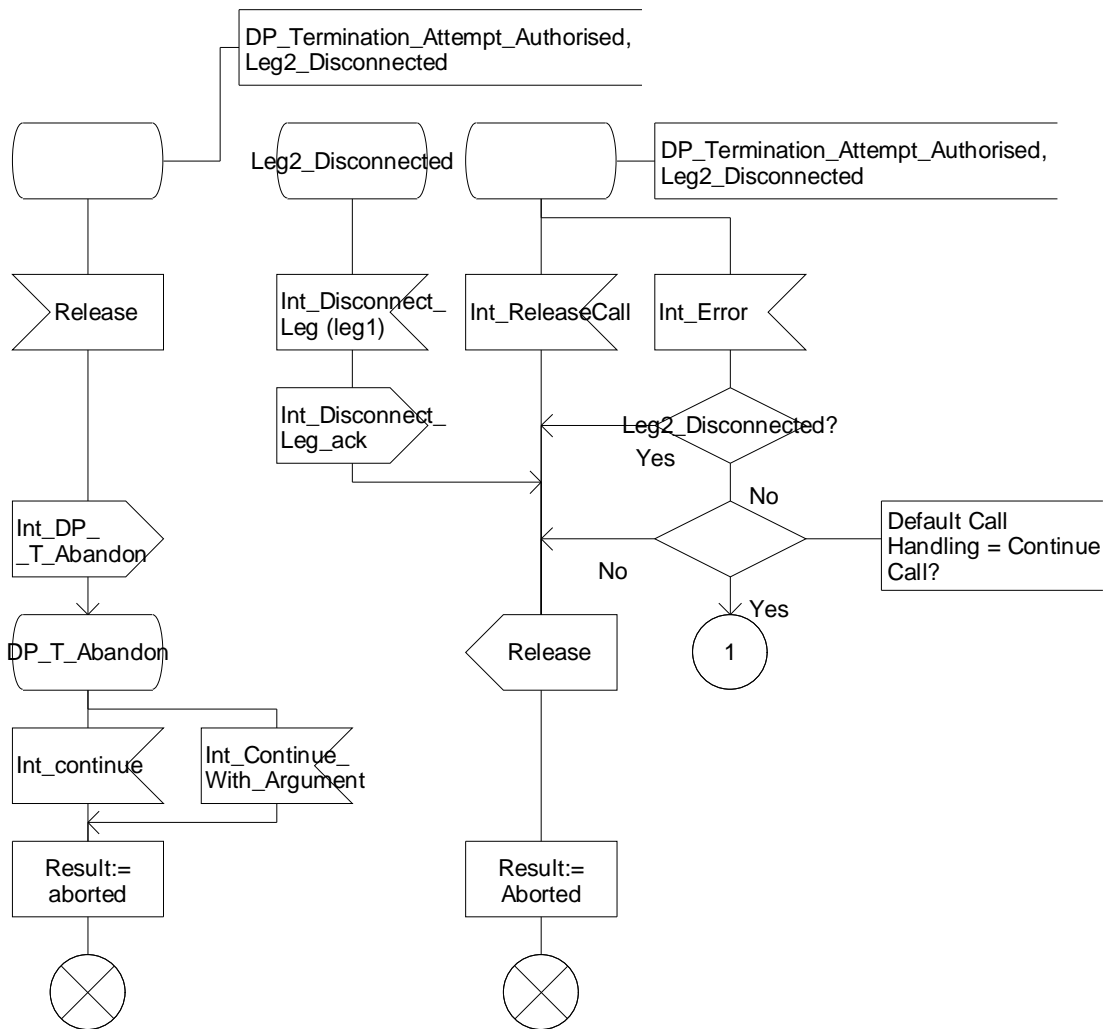 DP_Termination_Attempt_Authorised,
Leg2_Disconnected
Leg2_Disconnected
DP_Termination_Attempt_Authorised,
Leg2_Disconnected
Release
Int_Disconnect_
Leg (leg1)
Int_ReleaseCall
Int_Error
Int_Disconnect_
Leg_ack
Leg2_Disconnected?
Yes
No
Int_DP_
_T_Abandon
Default Call
Handling = Continue
Call?
No
Yes
DP_T_Abandon
Release
1
Int_continue
Int_Continue_
With_Argument
Result:=
aborted
Result:=
Aborted